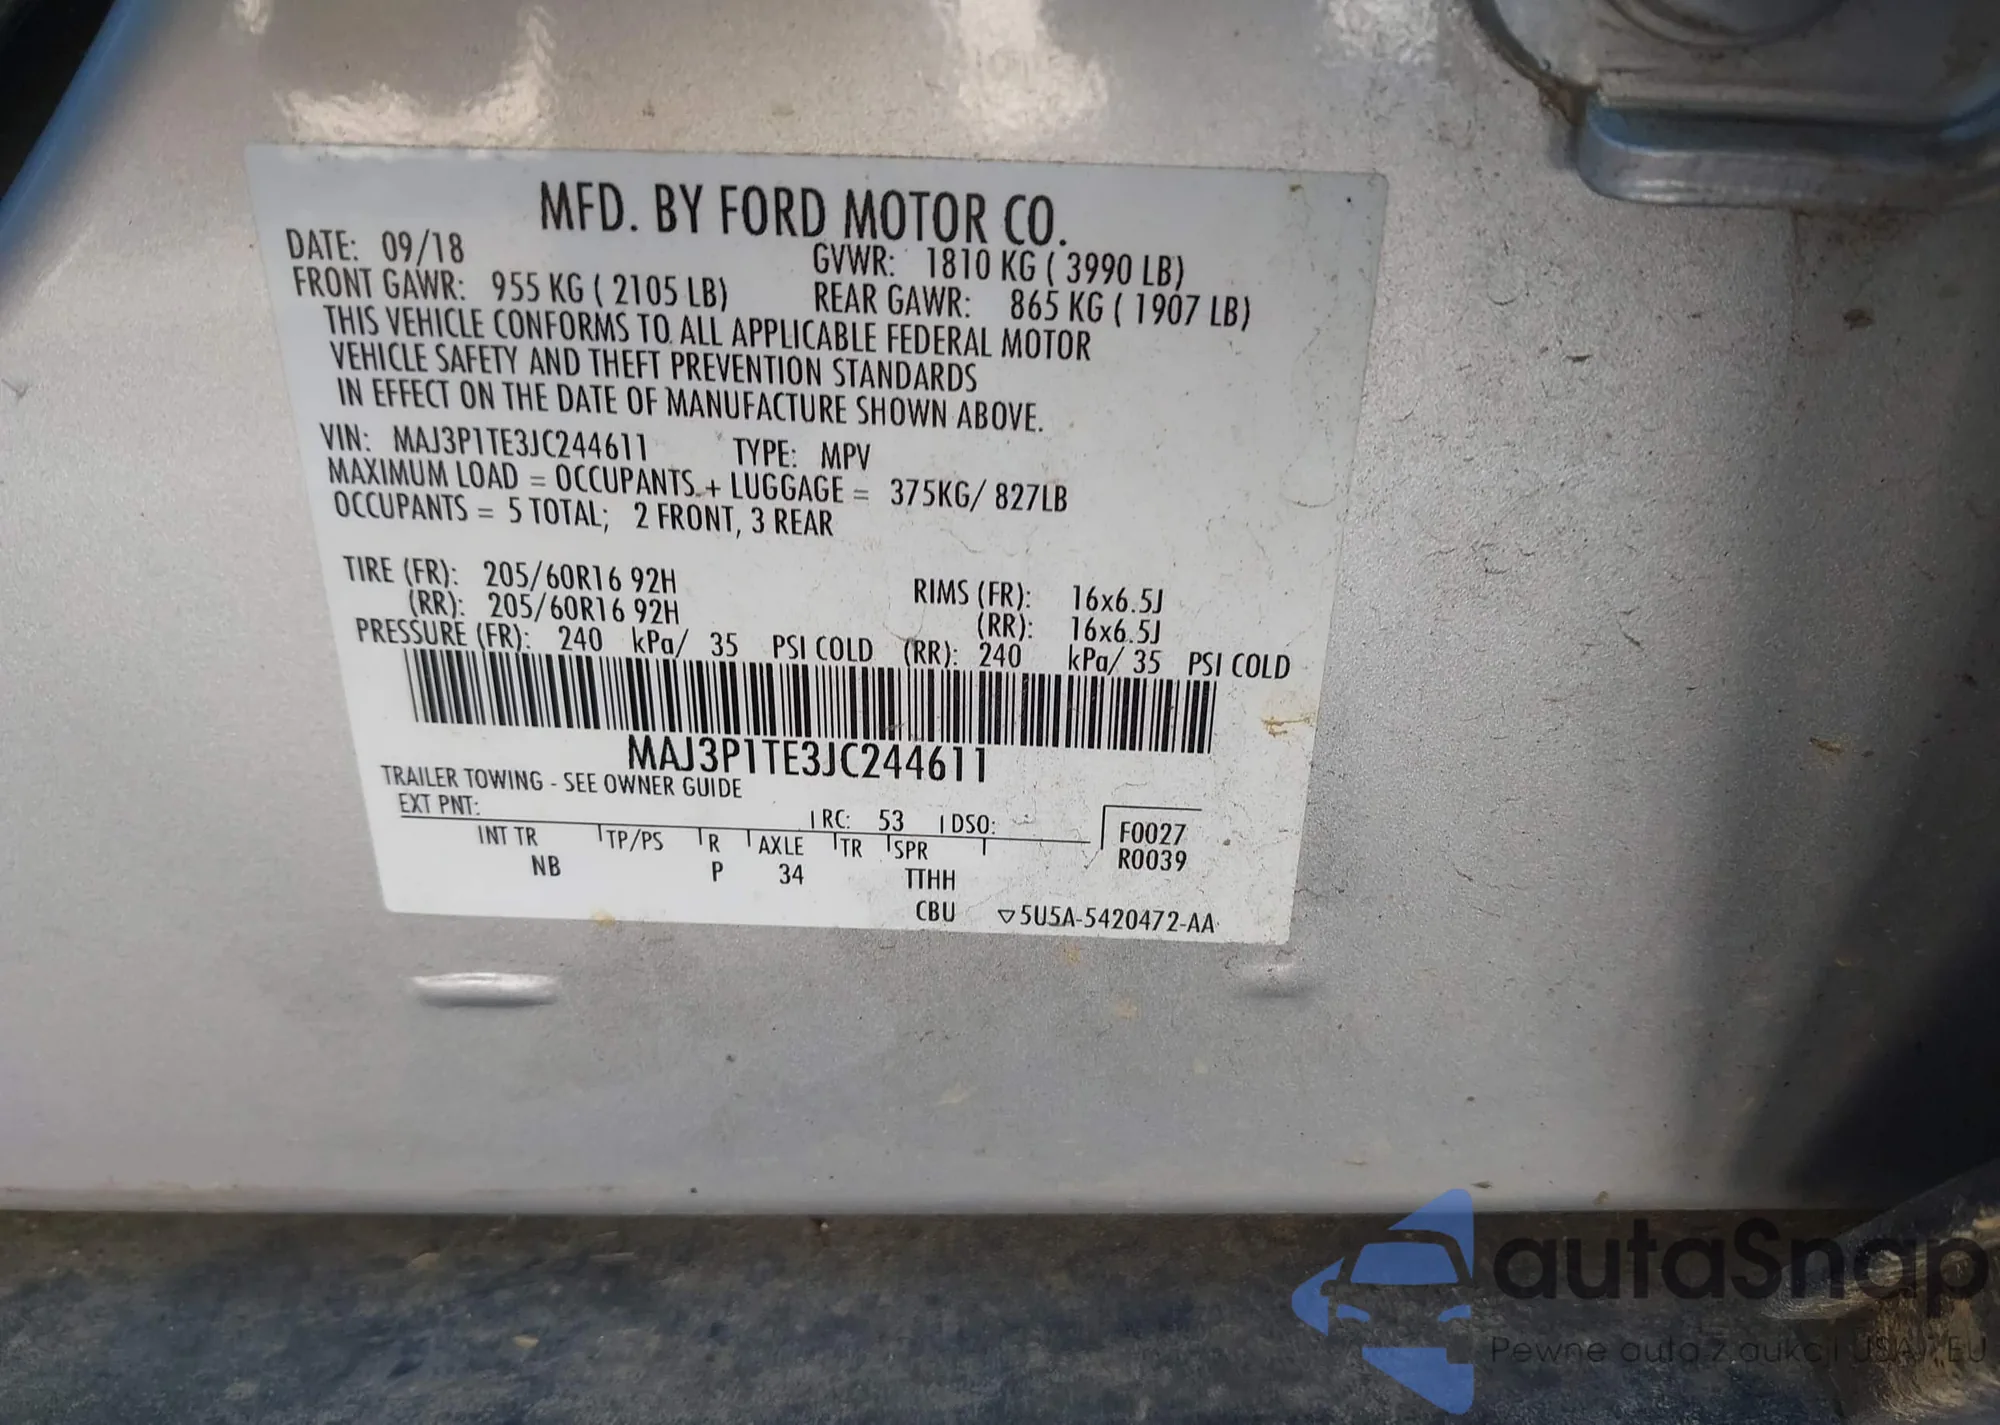 MFD. BY FORD MOTOR CO.
DATE: 09/18 GVWR: 1810 KG ( 3990 LB)
FRONT GAWR: 955 KG ( 2105 LB) REAR GAWR: 865 KG ( 1907 LB)
THIS VEHICLE CONFORMS TO ALL APPLICABLE FEDERAL MOTOR
VEHICLE SAFETY AND THEFT PREVENTION STANDARDS
IN EFFECT ON THE DATE OF MANUFACTURE SHOWN ABOVE.
VIN: MAJ3P1TE3JC244611 TYPE: MPV
MAXIMUM LOAD = OCCUPANTS + LUGGAGE = 375KG/ 827LB
OCCUPANTS = 5 TOTAL; 2 FRONT, 3 REAR
TIRE (FR): 205/60R16 92H RIMS (FR): 16x6.5J
(RR): 205/60R16 92H (RR): 16x6.5J
PRESSURE (FR): 240 kPa/ 35 PSI COLD (RR): 240 kPa/ 35 PSI COLD
MAJ3P1TE3JC244611
TRAILER TOWING - SEE OWNER GUIDE
EXT PNT: RC: 53 DSO: F0027
INT TR TP/PS R AXLE TR SPR R0039
NB P 34 TTHH
CBU ▽5U5A-5420472-AA
autaSnap
Pewne auta z aukcji USA / EU